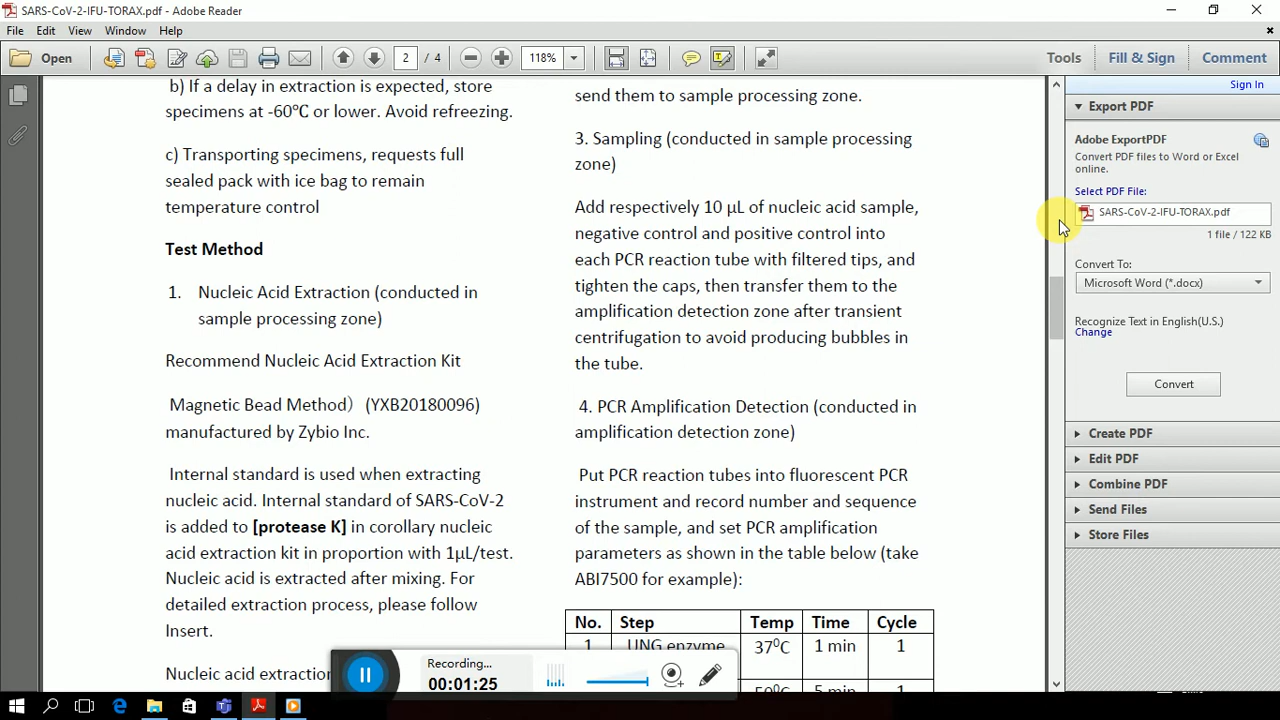 SARS-CoV-2-IFU-TORAX.pdf - Adobe Reader
File Edit View Window Help
Open 2 / 4 118% Tools Fill & Sign Comment
b) If a delay in extraction is expected, store
specimens at -60℃ or lower. Avoid refreezing.
c) Transporting specimens, requests full
sealed pack with ice bag to remain
temperature control
Test Method
1. Nucleic Acid Extraction (conducted in
sample processing zone)
Recommend Nucleic Acid Extraction Kit
Magnetic Bead Method）(YXB20180096)
manufactured by Zybio Inc.
Internal standard is used when extracting
nucleic acid. Internal standard of SARS-CoV-2
is added to [protease K] in corollary nucleic
acid extraction kit in proportion with 1μL/test.
Nucleic acid is extracted after mixing. For
detailed extraction process, please follow
Insert.
Nucleic acid extraction
send them to sample processing zone.
3. Sampling (conducted in sample processing
zone)
Add respectively 10 μL of nucleic acid sample,
negative control and positive control into
each PCR reaction tube with filtered tips, and
tighten the caps, then transfer them to the
amplification detection zone after transient
centrifugation to avoid producing bubbles in
the tube.
4. PCR Amplification Detection (conducted in
amplification detection zone)
Put PCR reaction tubes into fluorescent PCR
instrument and record number and sequence
of the sample, and set PCR amplification
parameters as shown in the table below (take
ABI7500 for example):
No. Step Temp Time Cycle
1 UNG enzyme 37⁰C 1 min 1
50⁰C 5 min 1
Sign In
Export PDF
Adobe ExportPDF
Convert PDF files to Word or Excel
online.
Select PDF File:
SARS-CoV-2-IFU-TORAX.pdf
1 file / 122 KB
Convert To:
Microsoft Word (*.docx)
Recognize Text in English(U.S.)
Change
Convert
Create PDF
Edit PDF
Combine PDF
Send Files
Store Files
Recording...
00:01:25